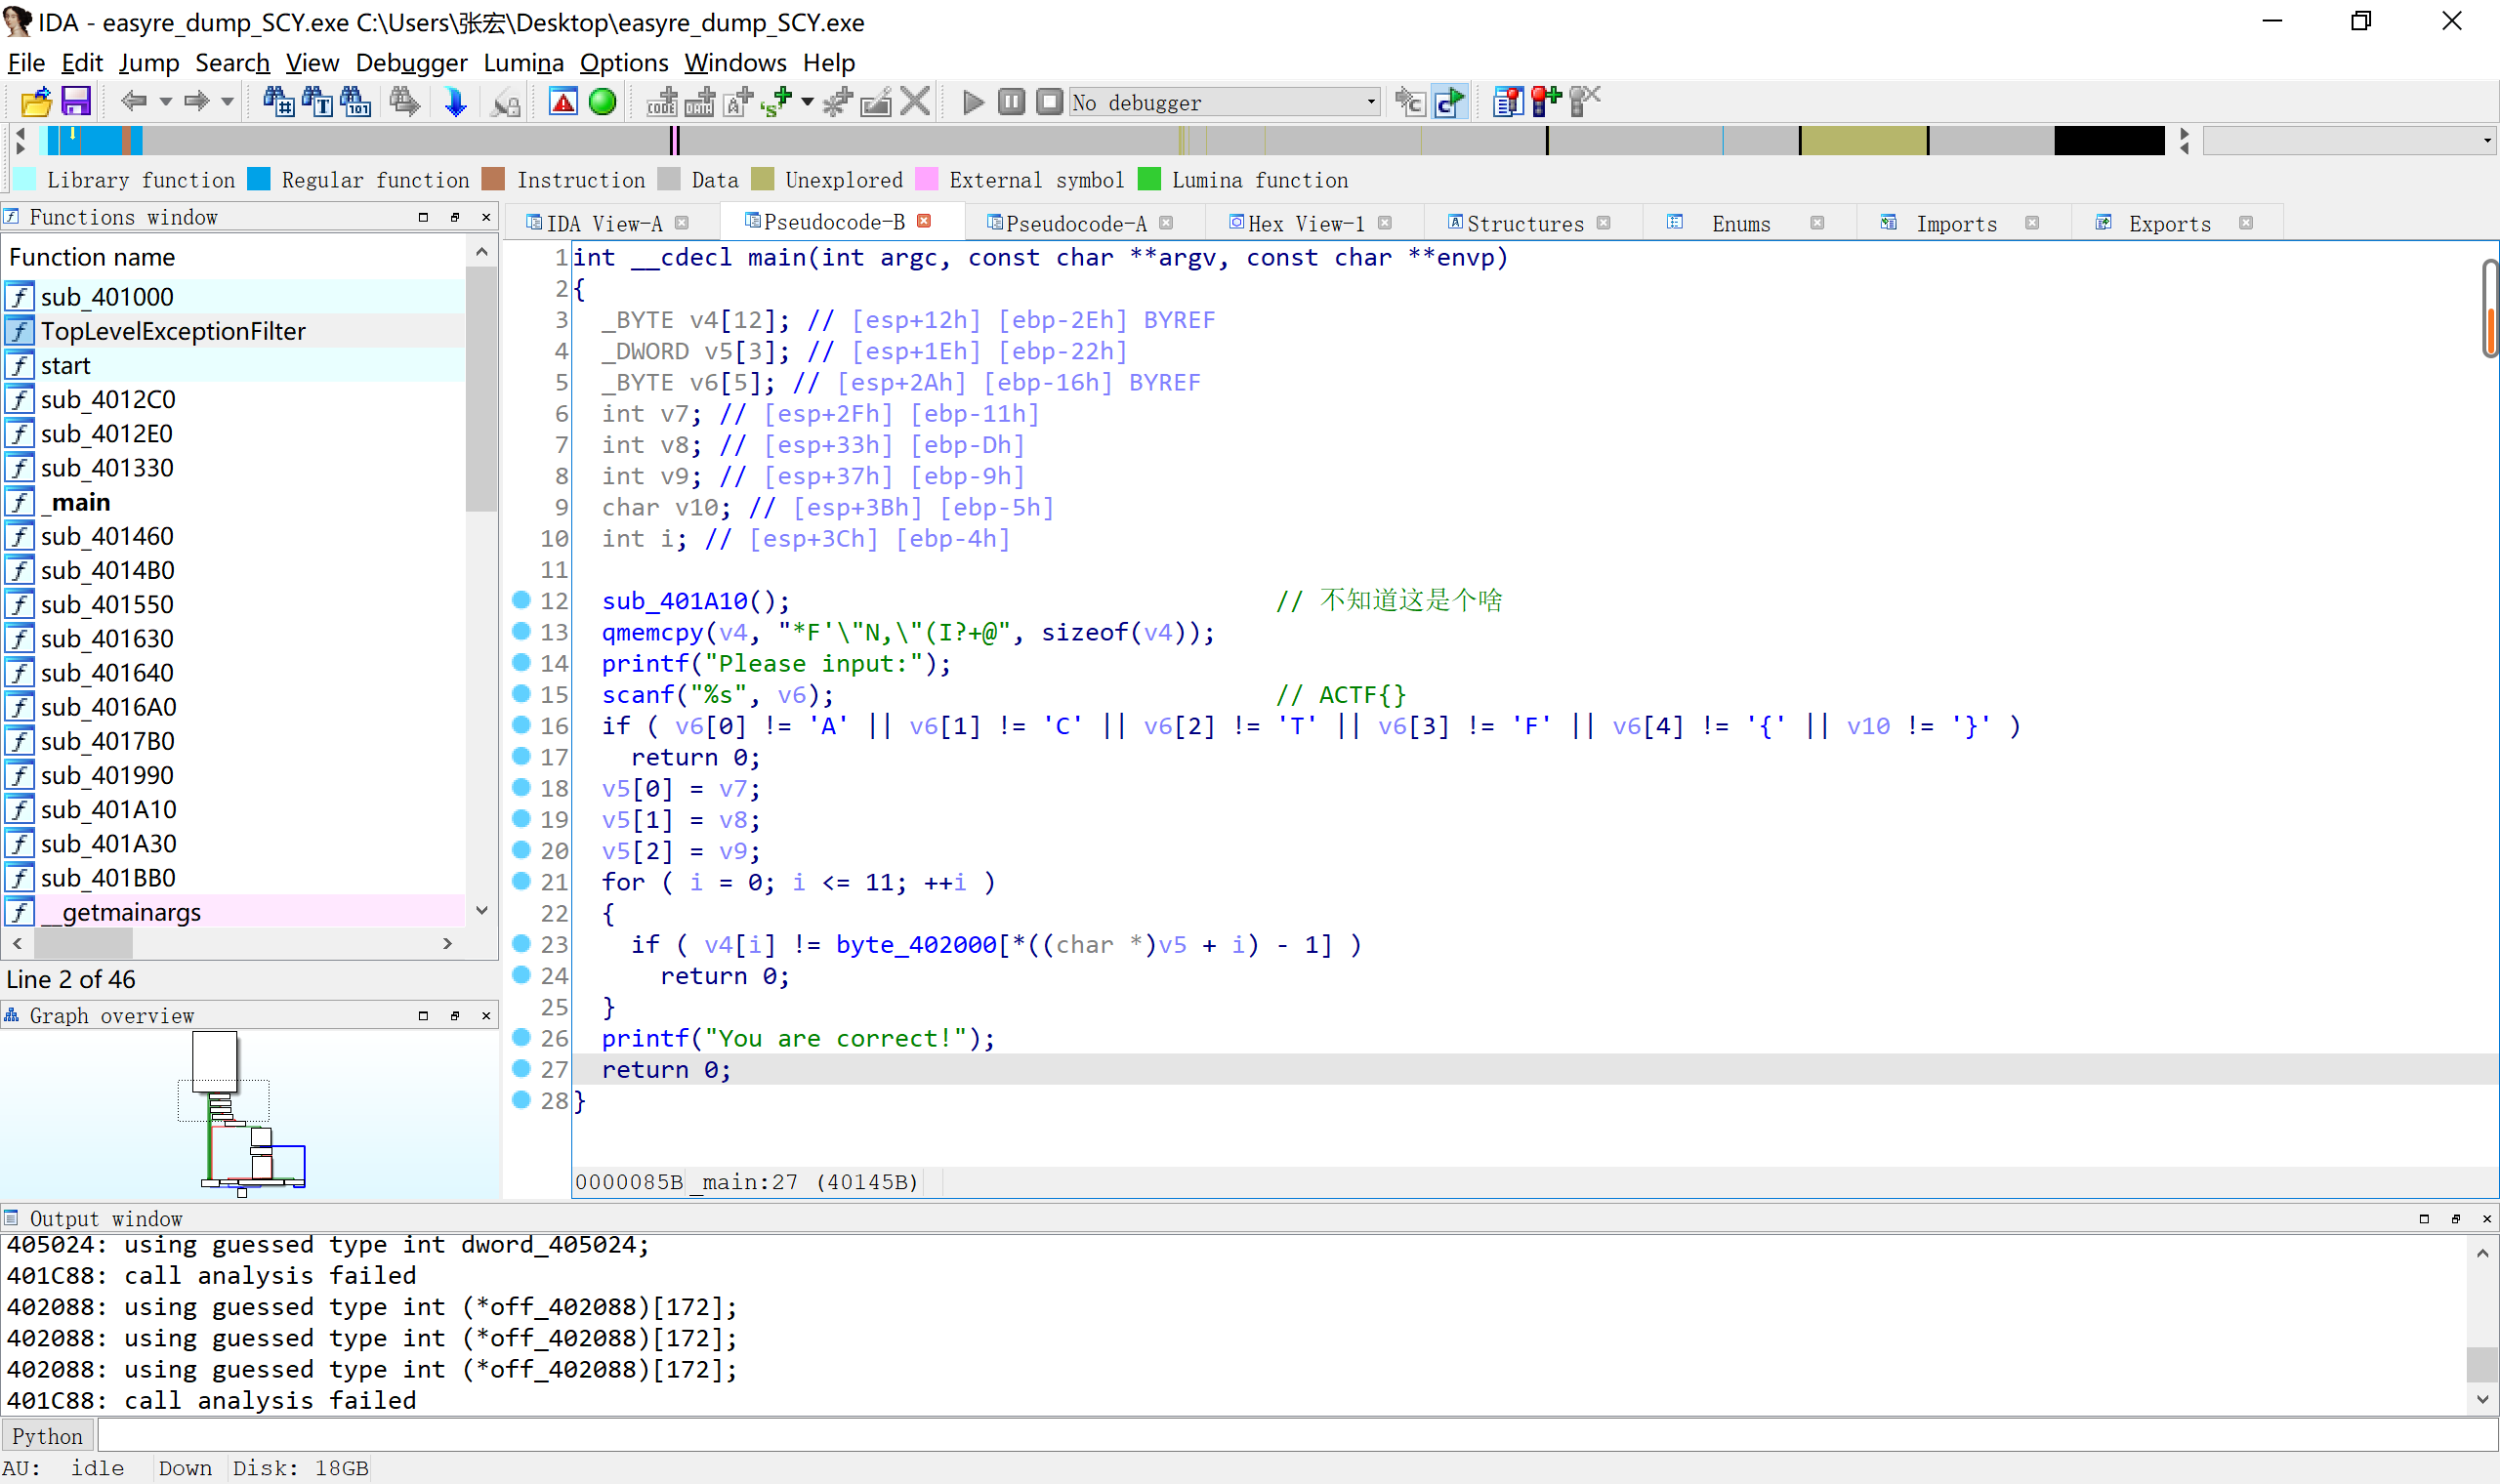 IDA - easyre_dump_SCY.exe C:\Users\张宏\Desktop\easyre_dump_SCY.exe
File Edit Jump Search View Debugger Lumina Options Windows Help
No debugger
Library function Regular function Instruction Data Unexplored External symbol Lumina function
Functions window
Function name
sub_401000
TopLevelExceptionFilter
start
sub_4012C0
sub_4012E0
sub_401330
_main
sub_401460
sub_4014B0
sub_401550
sub_401630
sub_401640
sub_4016A0
sub_4017B0
sub_401990
sub_401A10
sub_401A30
sub_401BB0
__getmainargs
Line 2 of 46
Graph overview
IDA View-A Pseudocode-B Pseudocode-A Hex View-1 Structures Enums Imports Exports
1 int __cdecl main(int argc, const char **argv, const char **envp)
2 {
3 _BYTE v4[12]; // [esp+12h] [ebp-2Eh] BYREF
4 _DWORD v5[3]; // [esp+1Eh] [ebp-22h]
5 _BYTE v6[5]; // [esp+2Ah] [ebp-16h] BYREF
6 int v7; // [esp+2Fh] [ebp-11h]
7 int v8; // [esp+33h] [ebp-Dh]
8 int v9; // [esp+37h] [ebp-9h]
9 char v10; // [esp+3Bh] [ebp-5h]
10 int i; // [esp+3Ch] [ebp-4h]
11
12 sub_401A10(); // 不知道这是个啥
13 qmemcpy(v4, "*F'\"N,\"(I?+@", sizeof(v4));
14 printf("Please input:");
15 scanf("%s", v6); // ACTF{}
16 if ( v6[0] != 'A' || v6[1] != 'C' || v6[2] != 'T' || v6[3] != 'F' || v6[4] != '{' || v10 != '}' )
17 return 0;
18 v5[0] = v7;
19 v5[1] = v8;
20 v5[2] = v9;
21 for ( i = 0; i <= 11; ++i )
22 {
23 if ( v4[i] != byte_402000[*((char *)v5 + i) - 1] )
24 return 0;
25 }
26 printf("You are correct!");
27 return 0;
28 }
0000085B _main:27 (40145B)
Output window
405024: using guessed type int dword_405024;
401C88: call analysis failed
402088: using guessed type int (*off_402088)[172];
402088: using guessed type int (*off_402088)[172];
402088: using guessed type int (*off_402088)[172];
401C88: call analysis failed
Python
AU: idle Down Disk: 18GB